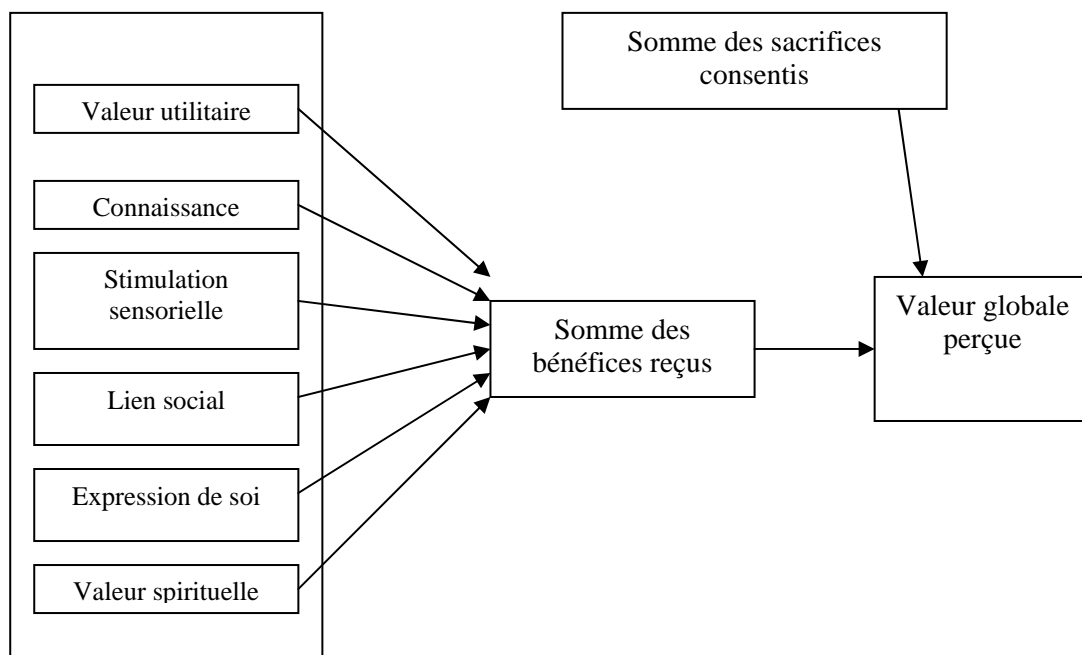 Somme des sacrifices
consentis
Valeur utilitaire
Connaissance
Stimulation
sensorielle
Lien social
Expression de soi
Valeur spirituelle
Somme des
bénéfices reçus
Valeur globale
perçue